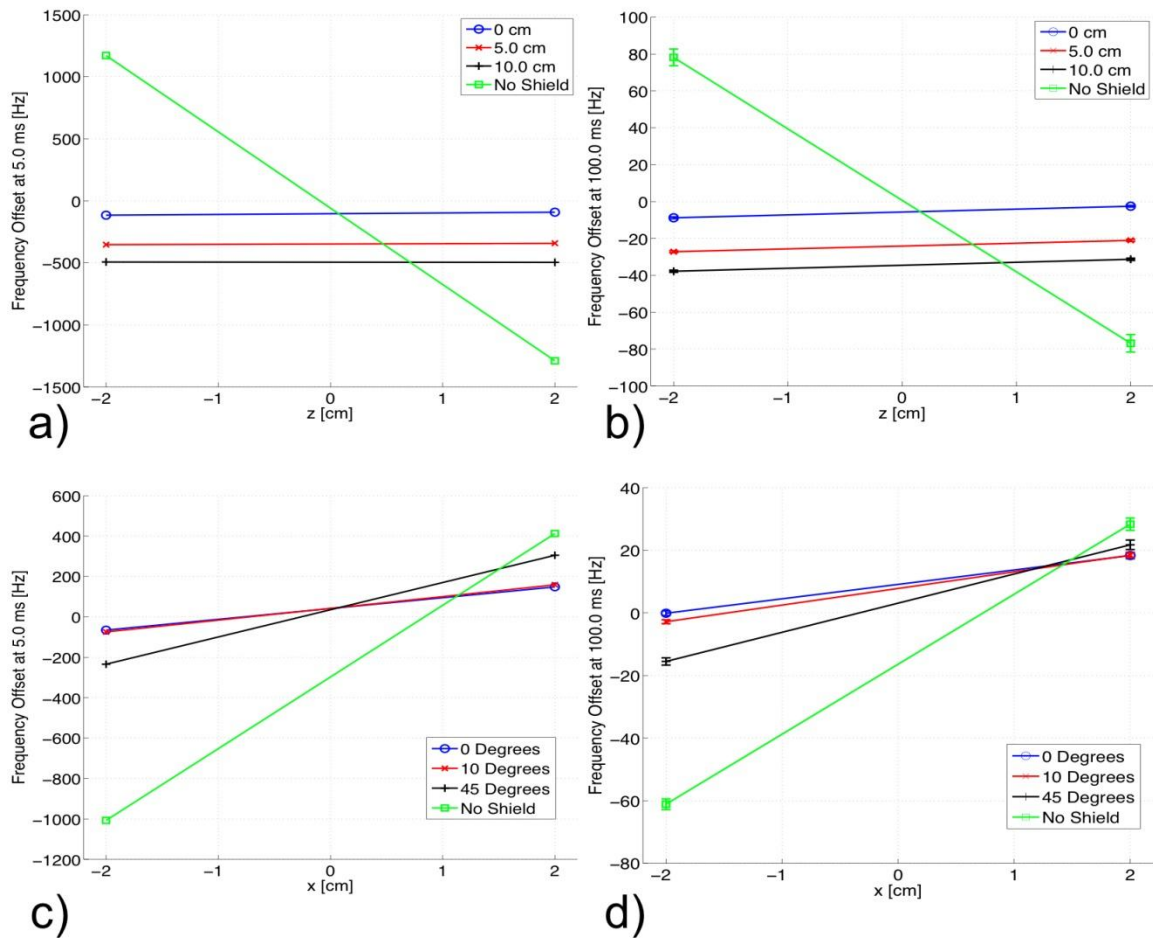 1500
1000
500
0
−500
−1000
−1500
Frequency Offset at 5.0 ms [Hz]
0 cm
5.0 cm
10.0 cm
No Shield
−2
−1
0
1
2
z [cm]
a)
100
80
60
40
20
0
−20
−40
−60
−80
−100
Frequency Offset at 100.0 ms [Hz]
0 cm
5.0 cm
10.0 cm
No Shield
−2
−1
0
1
2
z [cm]
b)
600
400
200
0
−200
−400
−600
−800
−1000
−1200
Frequency Offset at 5.0 ms [Hz]
0 Degrees
10 Degrees
45 Degrees
No Shield
−2
−1
0
1
2
x [cm]
c)
40
20
0
−20
−40
−60
−80
Frequency Offset at 100.0 ms [Hz]
0 Degrees
10 Degrees
45 Degrees
No Shield
−2
−1
0
1
2
x [cm]
d)